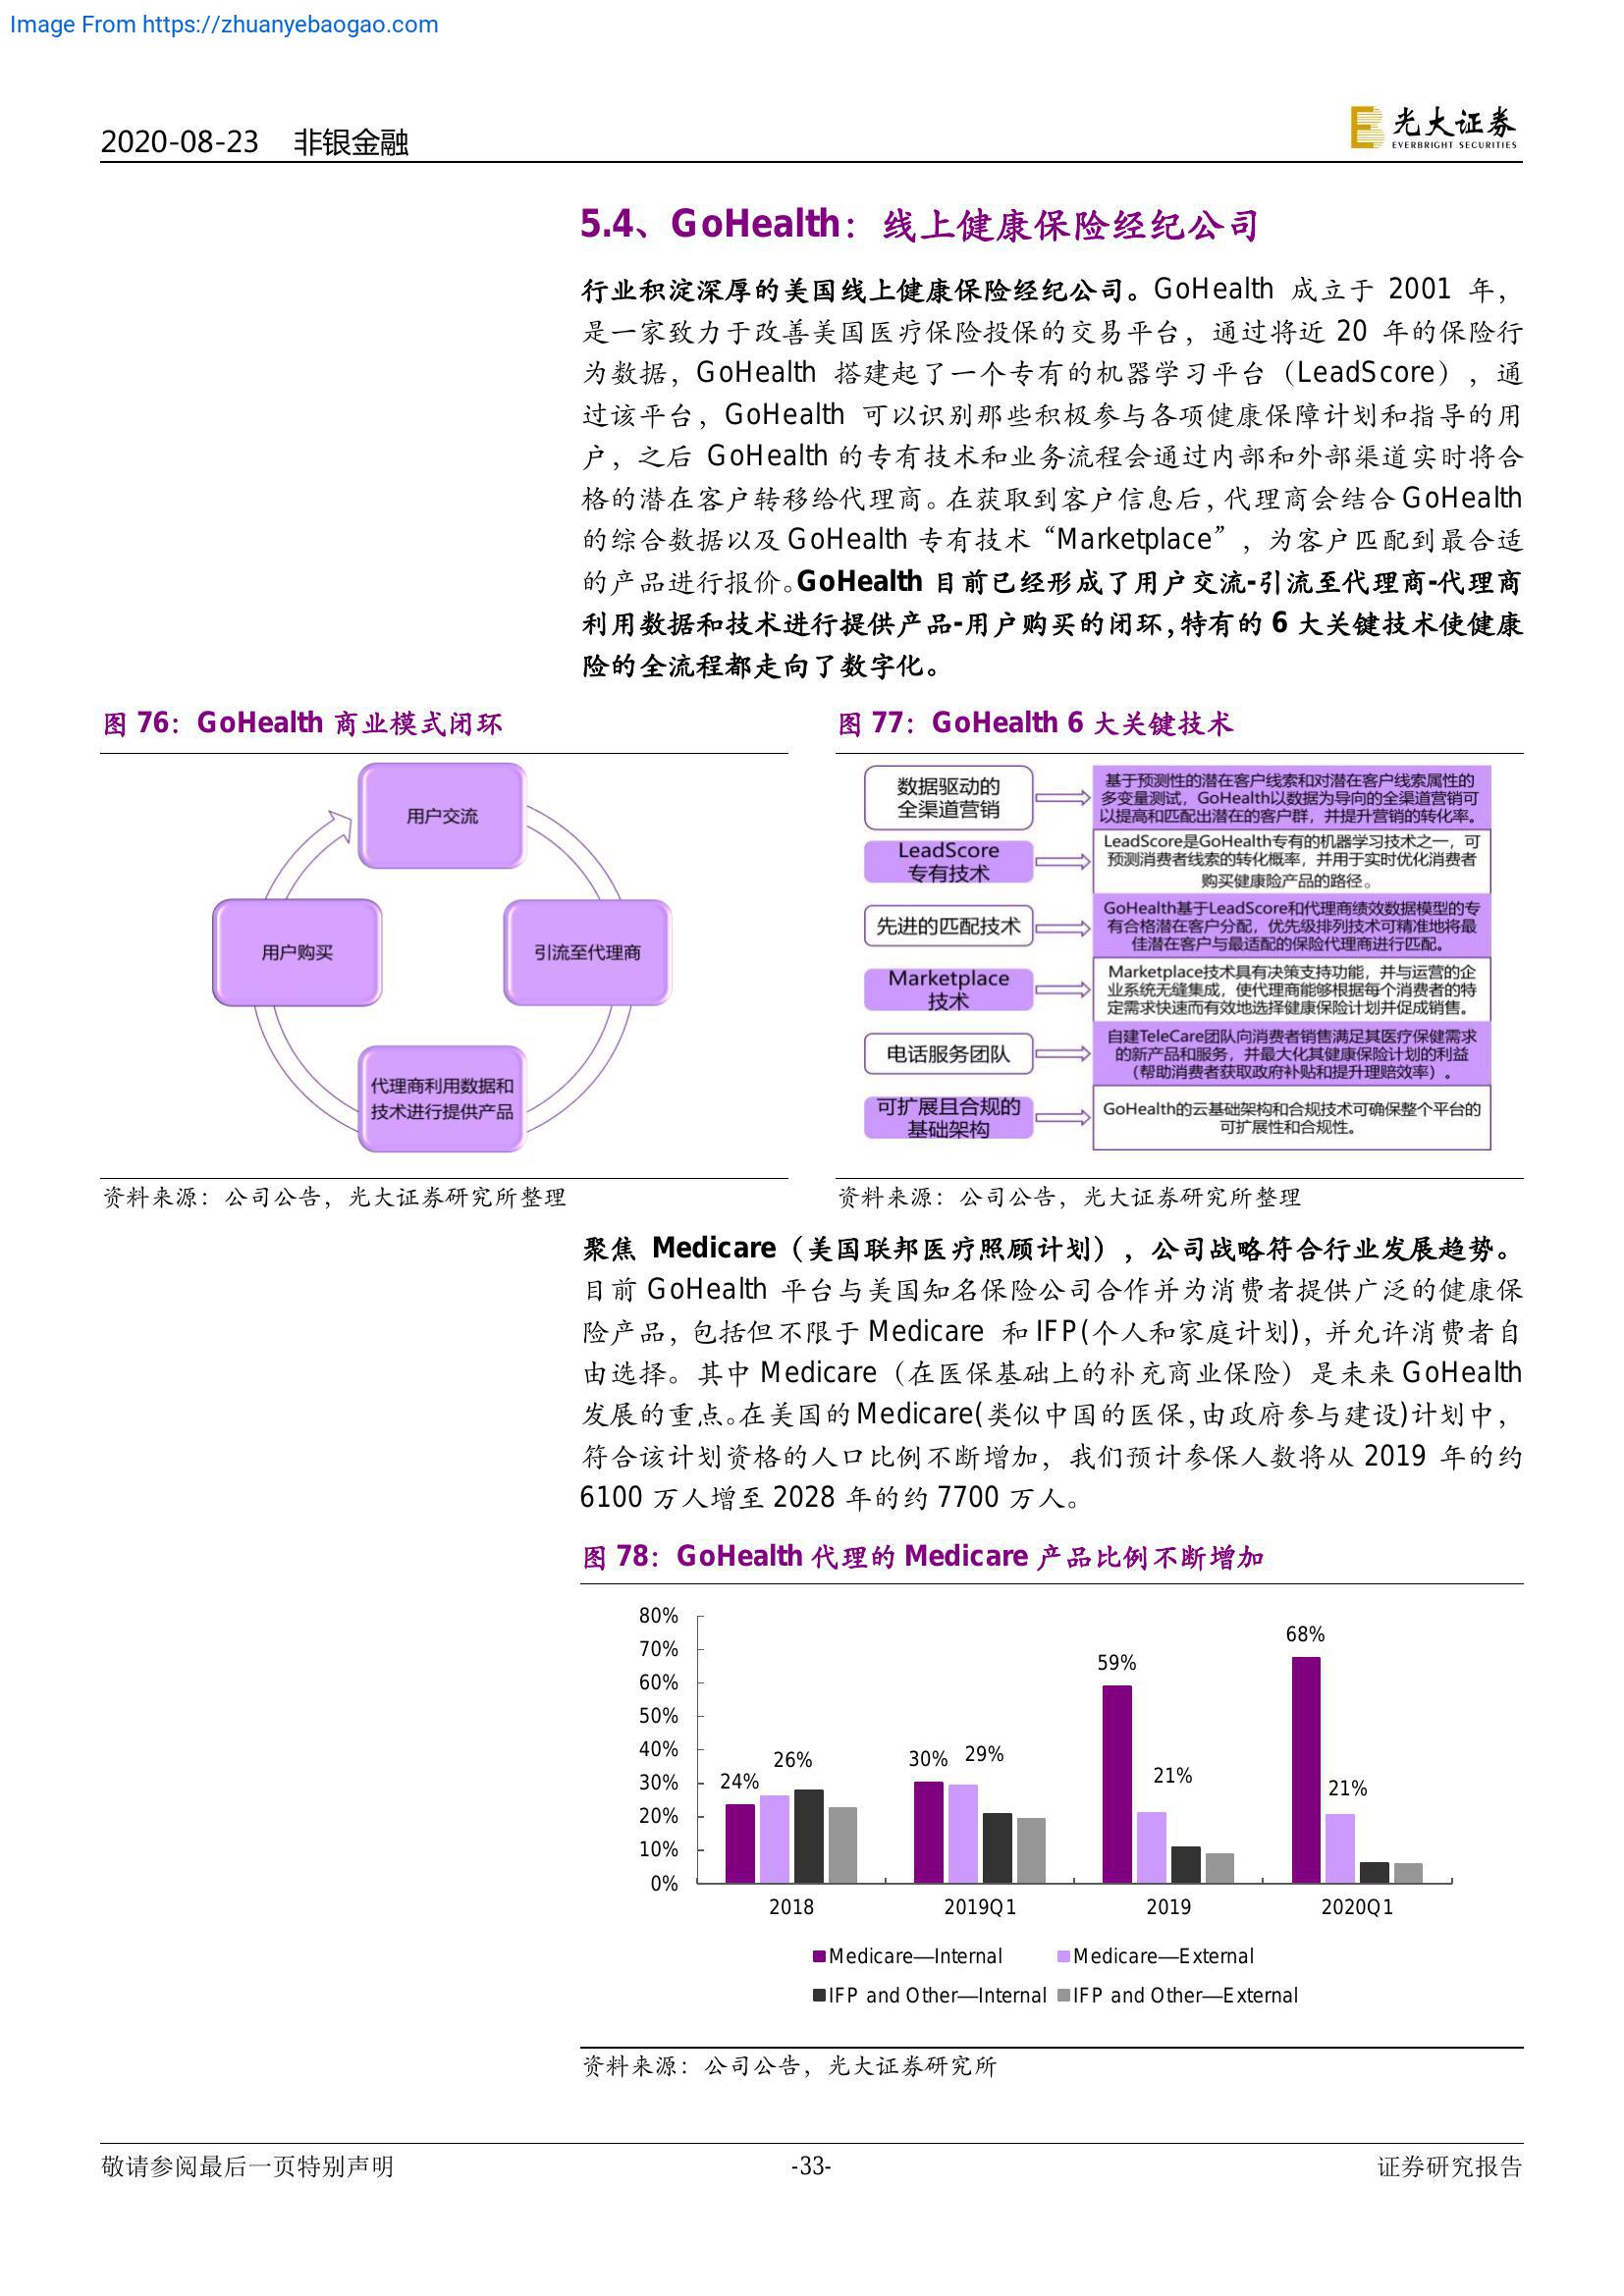 Image From https://zhuanyebaogao.com
2020-08-23 非银金融
光大证券
EVERBRIGHT SECURITIES
5.4、GoHealth：线上健康保险经纪公司
行业积淀深厚的美国线上健康保险经纪公司。GoHealth 成立于 2001 年，
是一家致力于改善美国医疗保险投保的交易平台，通过将近 20 年的保险行
为数据，GoHealth 搭建起了一个专有的机器学习平台（LeadScore），通
过该平台，GoHealth 可以识别那些积极参与各项健康保障计划和指导的用
户，之后 GoHealth 的专有技术和业务流程会通过内部和外部渠道实时将合
格的潜在客户转移给代理商。在获取到客户信息后，代理商会结合 GoHealth
的综合数据以及 GoHealth 专有技术“Marketplace”，为客户匹配到最合适
的产品进行报价。GoHealth 目前已经形成了用户交流-引流至代理商-代理商
利用数据和技术进行提供产品-用户购买的闭环，特有的 6 大关键技术使健康
险的全流程都走向了数字化。
图 76：GoHealth 商业模式闭环
用户交流
用户购买
引流至代理商
代理商利用数据和
技术进行提供产品
资料来源：公司公告，光大证券研究所整理
图 77：GoHealth 6 大关键技术
数据驱动的
全渠道营销
基于预测性的潜在客户线索和对潜在客户线索属性的
多变量测试，GoHealth以数据为导向的全渠道营销可
以提高和匹配出潜在的客户群，并提升营销的转化率。
LeadScore
专有技术
LeadScore是GoHealth专有的机器学习技术之一，可
预测消费者线索的转化概率，并用于实时优化消费者
购买健康险产品的路径。
先进的匹配技术
GoHealth基于LeadScore和代理商绩效数据模型的专
有合格潜在客户分配，优先级排列技术可精准地将最
佳潜在客户与最适配的保险代理商进行匹配。
Marketplace
技术
Marketplace技术具有决策支持功能，并与运营的企
业系统无缝集成，使代理商能够根据每个消费者的特
定需求快速而有效地选择健康保险计划并促成销售。
电话服务团队
自建TeleCare团队向消费者销售满足其医疗保健需求
的新产品和服务，并最大化其健康保险计划的利益
（帮助消费者获取政府补贴和提升理赔效率）。
可扩展且合规的
基础架构
GoHealth的云基础架构和合规技术可确保整个平台的
可扩展性和合规性。
资料来源：公司公告，光大证券研究所整理
聚焦 Medicare（美国联邦医疗照顾计划），公司战略符合行业发展趋势。
目前 GoHealth 平台与美国知名保险公司合作并为消费者提供广泛的健康保
险产品，包括但不限于 Medicare 和 IFP(个人和家庭计划)，并允许消费者自
由选择。其中 Medicare（在医保基础上的补充商业保险）是未来 GoHealth
发展的重点。在美国的 Medicare(类似中国的医保，由政府参与建设)计划中，
符合该计划资格的人口比例不断增加，我们预计参保人数将从 2019 年的约
6100 万人增至 2028 年的约 7700 万人。
图 78：GoHealth 代理的 Medicare 产品比例不断增加
80%
70%
60%
50%
40%
30%
20%
10%
0%
24%
26%
30%
29%
59%
21%
68%
21%
2018
2019Q1
2019
2020Q1
Medicare—Internal
Medicare—External
IFP and Other—Internal
IFP and Other—External
资料来源：公司公告，光大证券研究所
敬请参阅最后一页特别声明
-33-
证券研究报告